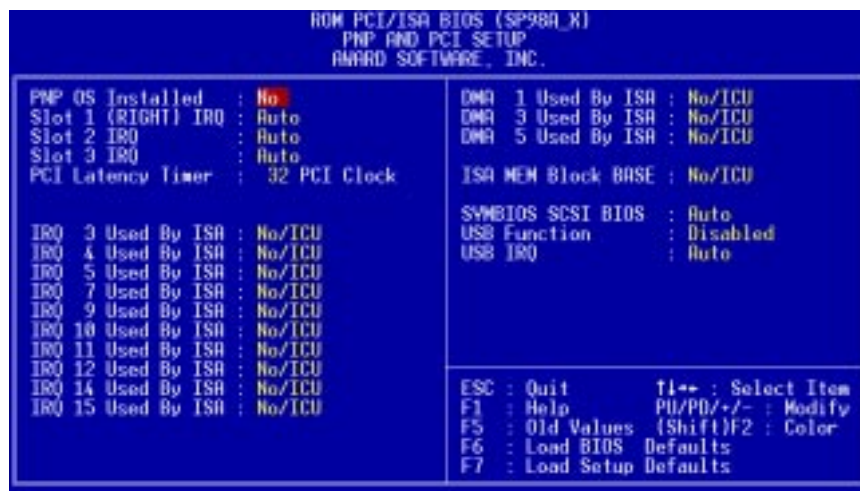 ROM PCI/ISA BIOS (SP98A_X)
PNP AND PCI SETUP
AWARD SOFTWARE, INC.
PNP OS Installed : No
Slot 1 (RIGHT) IRQ : Auto
Slot 2 IRQ : Auto
Slot 3 IRQ : Auto
PCI Latency Timer : 32 PCI Clock
IRQ 3 Used By ISA : No/ICU
IRQ 4 Used By ISA : No/ICU
IRQ 5 Used By ISA : No/ICU
IRQ 7 Used By ISA : No/ICU
IRQ 9 Used By ISA : No/ICU
IRQ 10 Used By ISA : No/ICU
IRQ 11 Used By ISA : No/ICU
IRQ 12 Used By ISA : No/ICU
IRQ 14 Used By ISA : No/ICU
IRQ 15 Used By ISA : No/ICU
DMA 1 Used By ISA : No/ICU
DMA 3 Used By ISA : No/ICU
DMA 5 Used By ISA : No/ICU
ISA MEM Block BASE : No/ICU
SYMBIOS SCSI BIOS : Auto
USB Function : Disabled
USB IRQ : Auto
ESC : Quit ↑↓→← : Select Item
F1 : Help PU/PD/+/- : Modify
F5 : Old Values (Shift)F2 : Color
F6 : Load BIOS Defaults
F7 : Load Setup Defaults